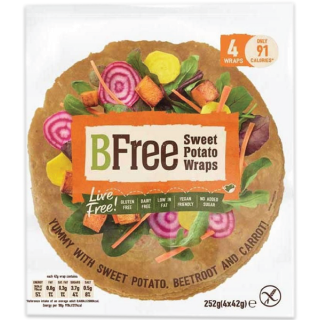 4
WRAPS
ONLY
91
CALORIES*
BFree
Sweet
Potato
Wraps
Live
Free!
GLUTEN
FREE
DAIRY
FREE
LOW IN
FAT
VEGAN
FRIENDLY
NO ADDED
SUGAR
YUMMY WITH SWEET POTATO, BEETROOT AND CARROT!
252g(4x42g)